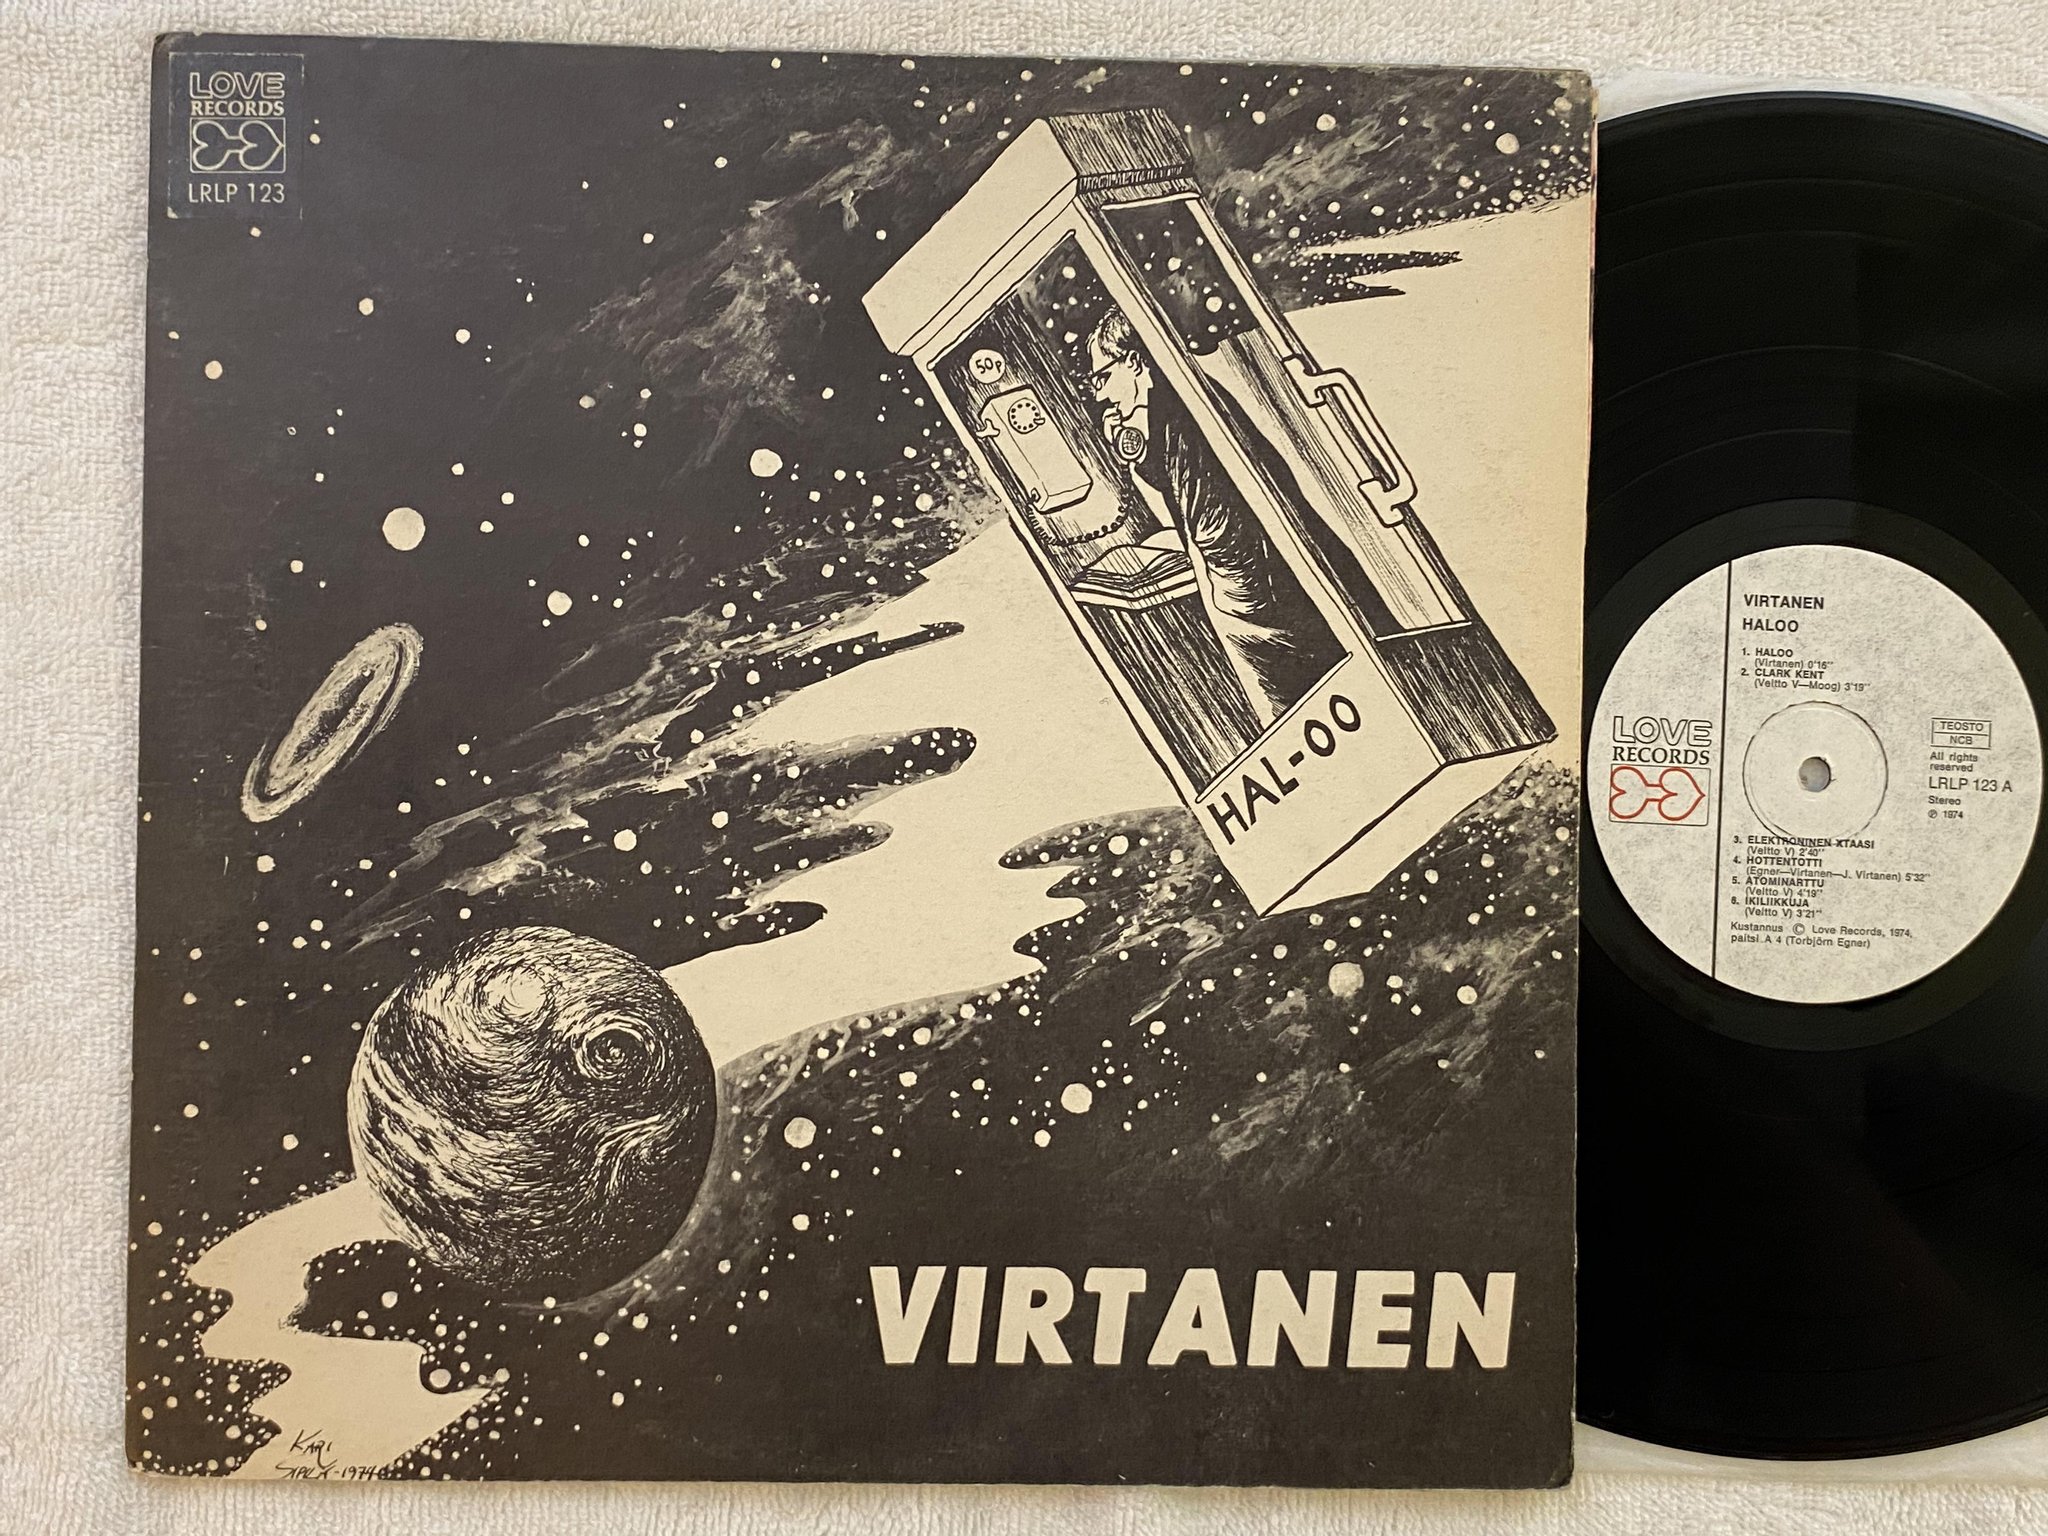 LOVE
RECORDS
LRLP 123
50P
HAL-OO
VIRTANEN
KARI
SIPILÄ-1974
VIRTANEN
HALOO
1. HALOO
(Virtanen) 0'16''
2. CLARK KENT
(Veltto V—Moog) 3'19''
LOVE
RECORDS
TEOSTO
NCB
All rights
reserved
LRLP 123 A
Stereo
℗ 1974
3. ELEKTRONINEN XTAASI
(Veltto V) 2'40''
4. HOTTENTOTTI
(Egner—Virtanen—J. Virtanen) 5'32''
5. ATOMINARTTU
(Veltto V) 4'19''
6. IKILIIKKUJA
(Veltto V) 3'21''
Kustannus © Love Records, 1974,
paitsi A 4 (Torbjörn Egner)